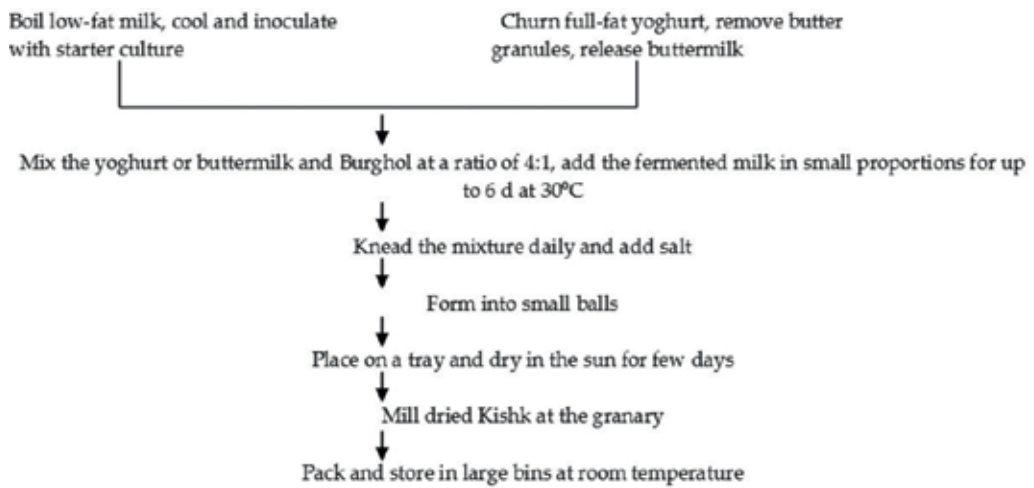 Boil low-fat milk, cool and inoculate
with starter culture
Churn full-fat yoghurt, remove butter
granules, release buttermilk
Mix the yoghurt or buttermilk and Burghol at a ratio of 4:1, add the fermented milk in small proportions for up
to 6 d at 30ºC
Knead the mixture daily and add salt
Form into small balls
Place on a tray and dry in the sun for few days
Mill dried Kishk at the granary
Pack and store in large bins at room temperature